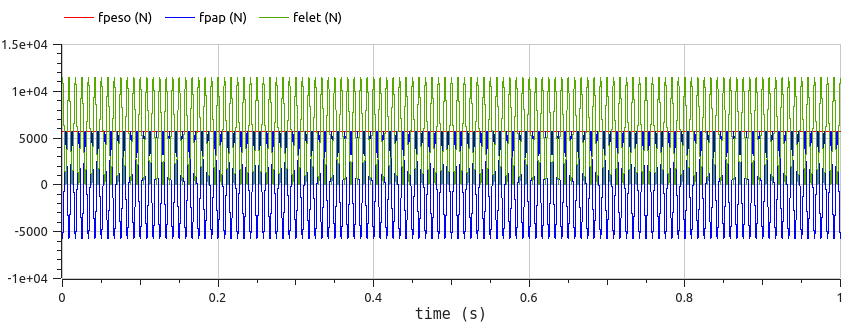 fpeso (N) fpap (N) felet (N)
1.5e+04
1e+04
5000
0
-5000
-1e+04
0 0.2 0.4 0.6 0.8 1
time (s)